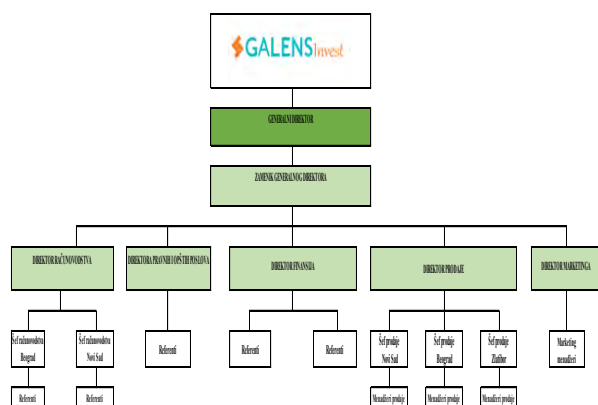 GALENS Invest
GENERALNI DIREKTOR
ZAMENIK GENERALNOG DIREKTORA
DIREKTOR RAČUNOVODSTVA
DIREKTORA PRAVNIH I OPŠTIH POSLOVA
DIREKTOR FINANSIJA
DIREKTOR PRODAJE
DIREKTOR MARKETINGA
Šef računovodstva
Beograd
Šef računovodstva
Novi Sad
Referenti
Referenti
Referenti
Šef prodaje
Novi Sad
Šef prodaje
Beograd
Šef prodaje
Zlatibor
Marketing
menadžeri
Referenti
Referenti
Menadžeri prodaje
Menadžeri prodaje
Menadžeri prodaje